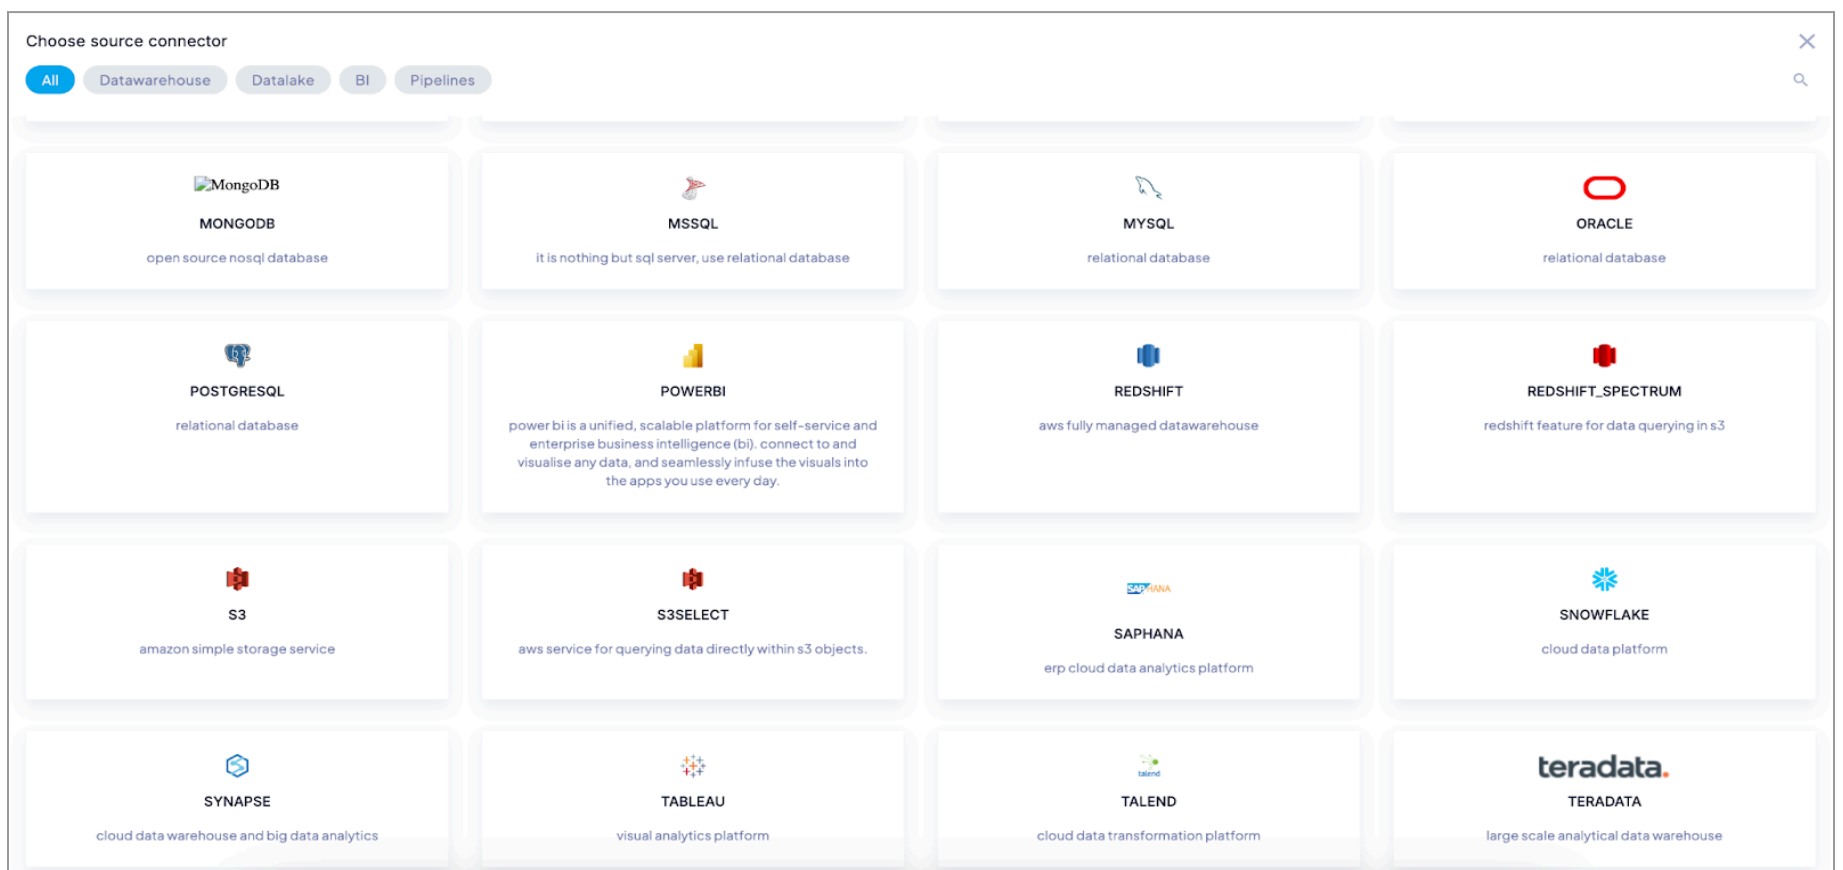 Choose source connector
All Datawarehouse Datalake BI Pipelines
MongoDB
MONGODB
open source nosql database
MSSQL
it is nothing but sql server, use relational database
MYSQL
relational database
ORACLE
relational database
POSTGRESQL
relational database
POWERBI
power bi is a unified, scalable platform for self-service and
enterprise business intelligence (bi). connect to and
visualise any data, and seamlessly infuse the visuals into
the apps you use every day.
REDSHIFT
aws fully managed datawarehouse
REDSHIFT_SPECTRUM
redshift feature for data querying in s3
S3
amazon simple storage service
S3SELECT
aws service for querying data directly within s3 objects.
SAP HANA
SAPHANA
erp cloud data analytics platform
SNOWFLAKE
cloud data platform
SYNAPSE
cloud data warehouse and big data analytics
TABLEAU
visual analytics platform
talend
TALEND
cloud data transformation platform
teradata.
TERADATA
large scale analytical data warehouse